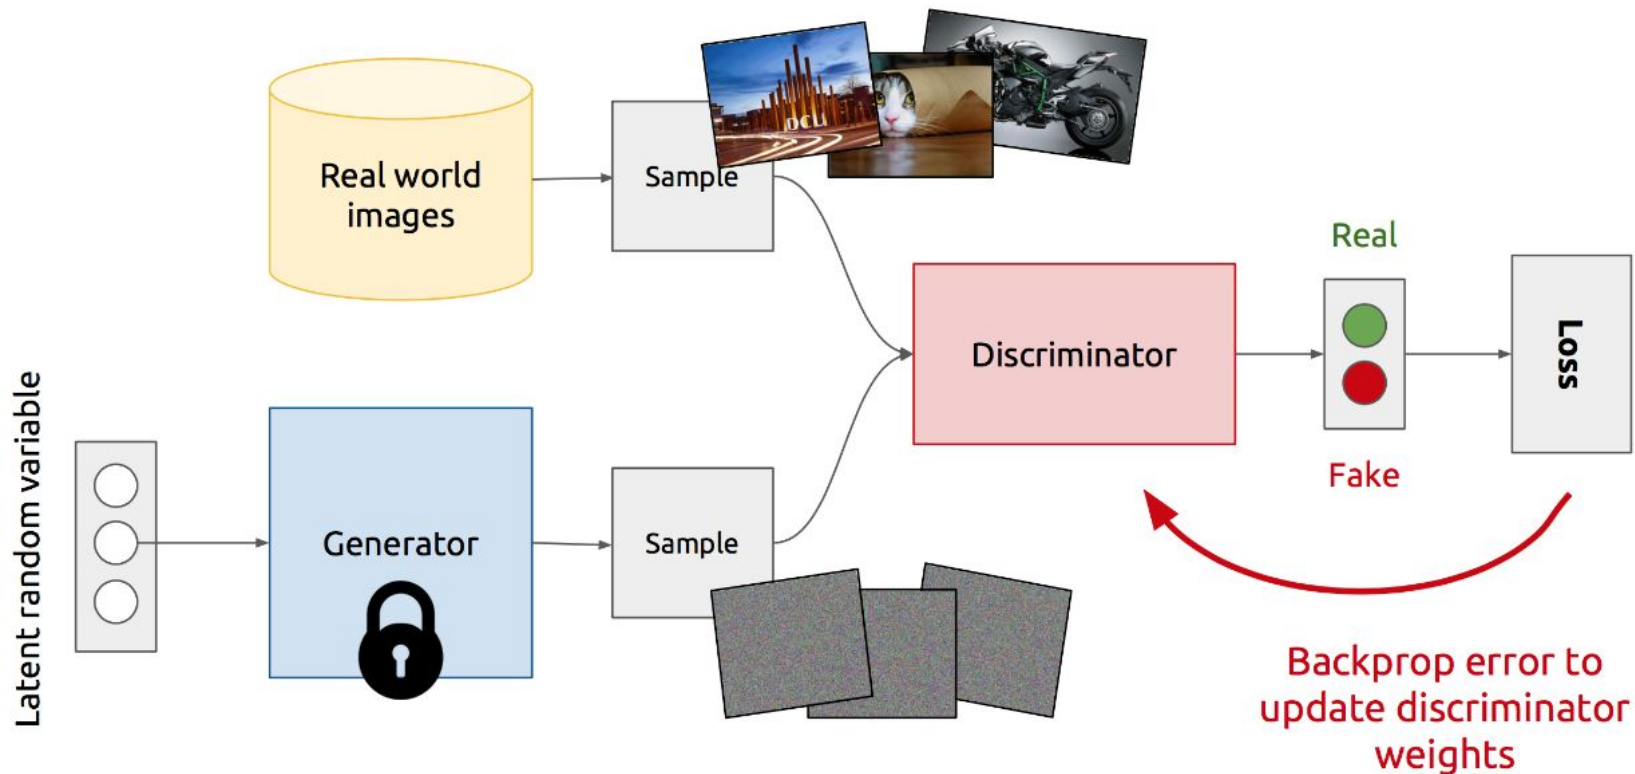 Real world
images
Sample
DCU
Real
Discriminator
Loss
Fake
Latent random variable
Generator
Sample
Backprop error to
update discriminator
weights